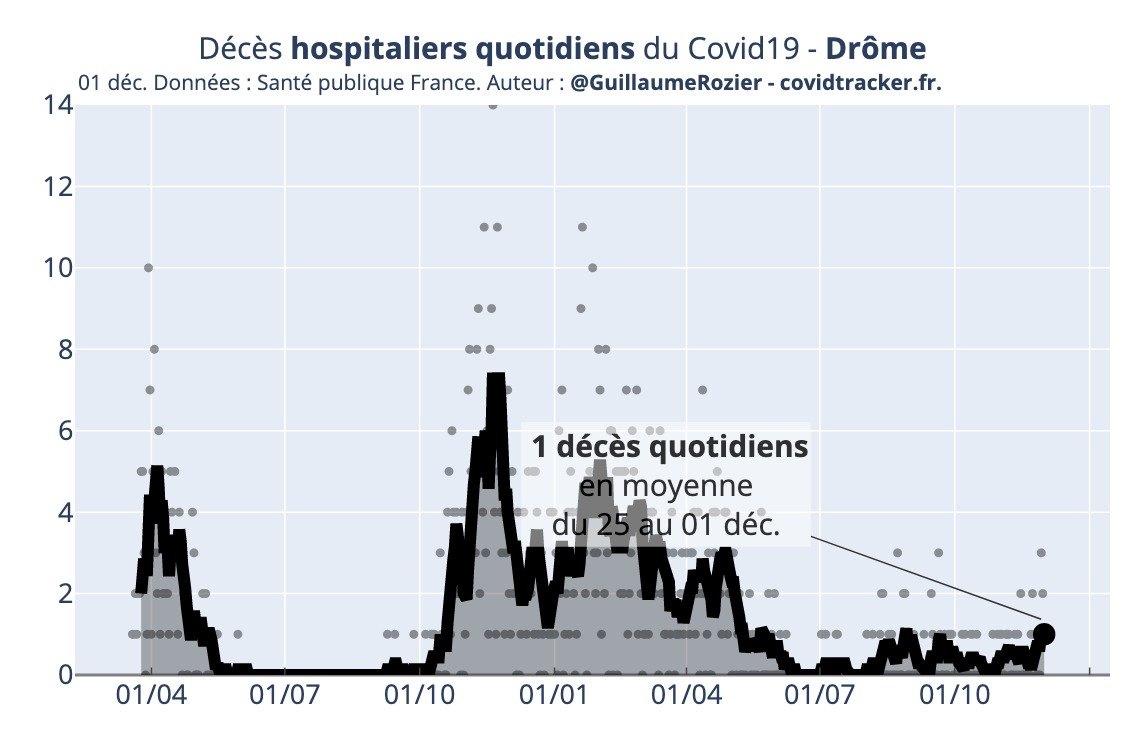 Décès hospitaliers quotidiens du Covid19 - Drôme
01 déc. Données : Santé publique France. Auteur : @GuillaumeRozier - covidtracker.fr.
14
12
10
8
6
4
2
0
1 décès quotidiens
en moyenne
du 25 au 01 déc.
01/04 01/07 01/10 01/01 01/04 01/07 01/10